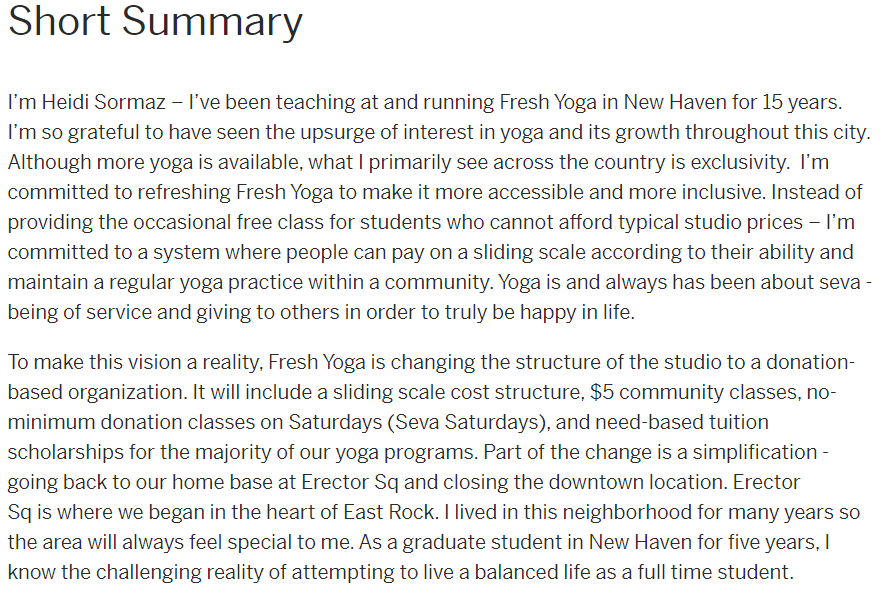 Short Summary
I'm Heidi Sormaz – I've been teaching at and running Fresh Yoga in New Haven for 15 years.
I'm so grateful to have seen the upsurge of interest in yoga and its growth throughout this city.
Although more yoga is available, what I primarily see across the country is exclusivity.  I'm
committed to refreshing Fresh Yoga to make it more accessible and more inclusive. Instead of
providing the occasional free class for students who cannot afford typical studio prices – I'm
committed to a system where people can pay on a sliding scale according to their ability and
maintain a regular yoga practice within a community. Yoga is and always has been about seva -
being of service and giving to others in order to truly be happy in life.
To make this vision a reality, Fresh Yoga is changing the structure of the studio to a donation-
based organization. It will include a sliding scale cost structure, $5 community classes, no-
minimum donation classes on Saturdays (Seva Saturdays), and need-based tuition
scholarships for the majority of our yoga programs. Part of the change is a simplification -
going back to our home base at Erector Sq and closing the downtown location. Erector
Sq is where we began in the heart of East Rock. I lived in this neighborhood for many years so
the area will always feel special to me. As a graduate student in New Haven for five years, I
know the challenging reality of attempting to live a balanced life as a full time student.